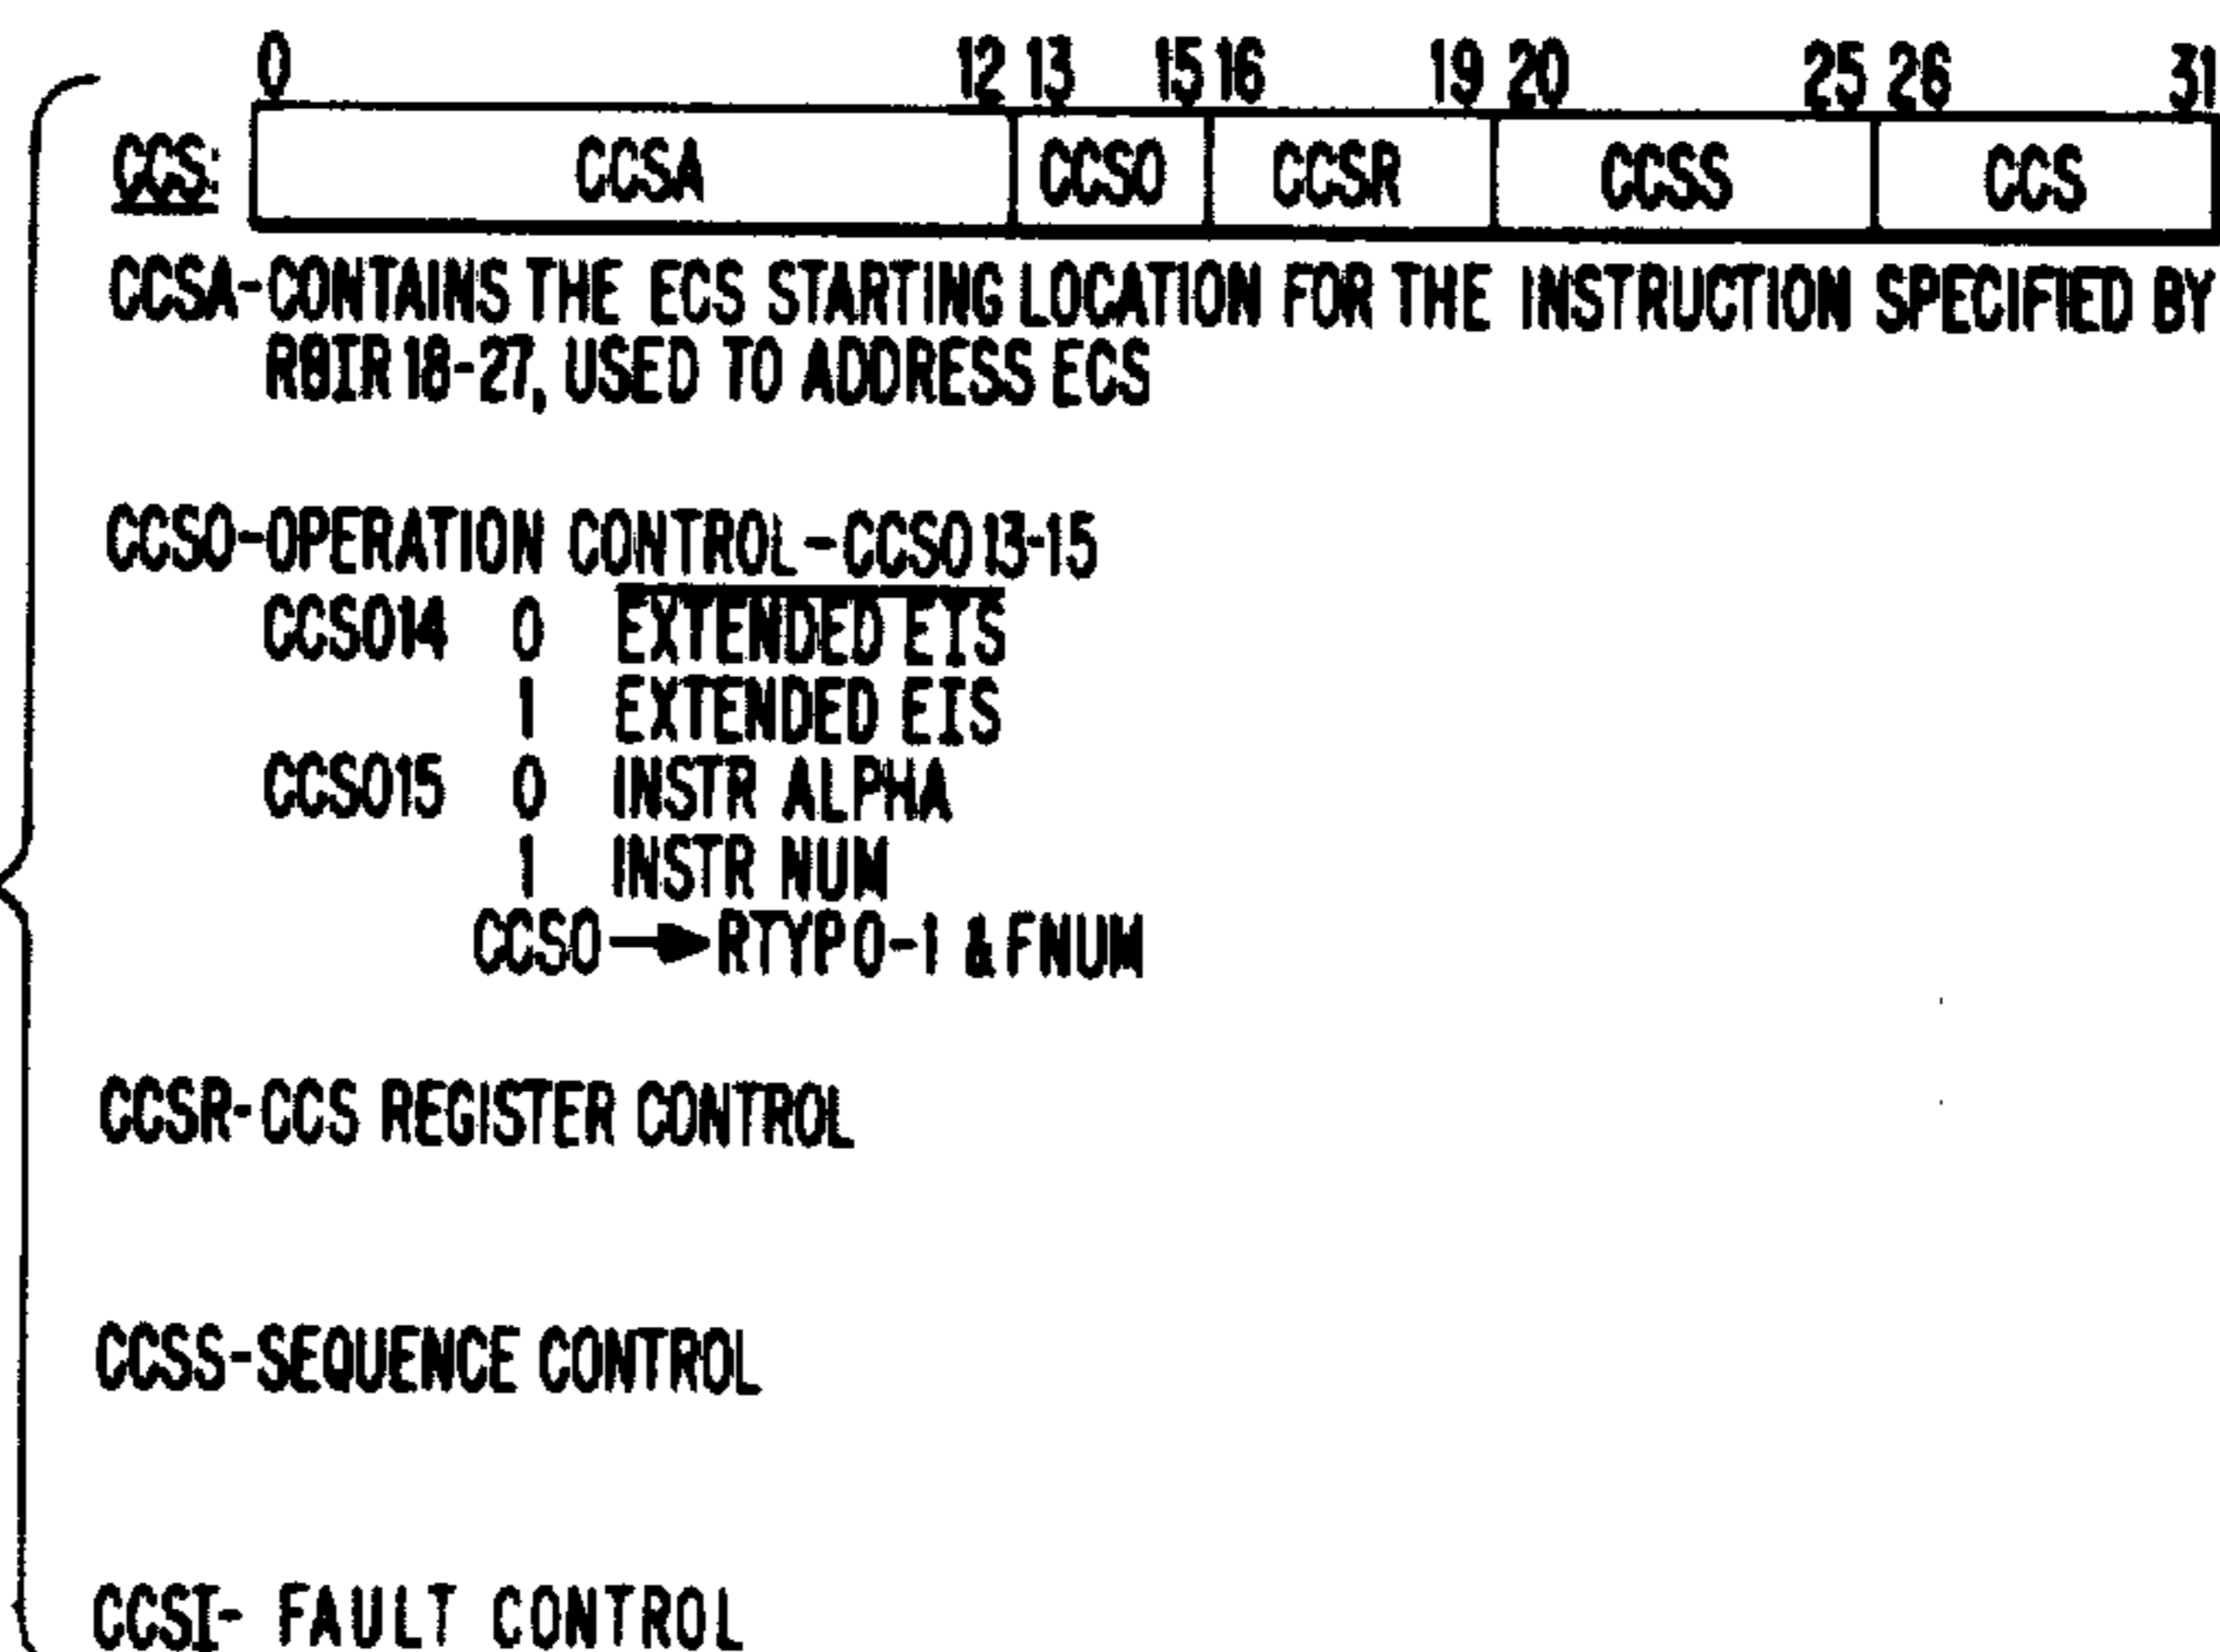 0 12 13 15 16 19 20 25 26 31
CCS: CCSA CCSO CCSR CCSS CCS
CCSA-CONTAINS THE ECS STARTING LOCATION FOR THE INSTRUCTION SPECIFIED BY
RBIR 18-27, USED TO ADDRESS ECS
CCSO-OPERATION CONTROL-CCSO 13-15
CCSO14 0 EXTENDED EIS
1 EXTENDED EIS
CCSO15 0 INSTR ALPHA
1 INSTR NUM
CCSO→RTYP0-1 & FNUM
CCSR-CCS REGISTER CONTROL
CCSS-SEQUENCE CONTROL
CCSI- FAULT CONTROL